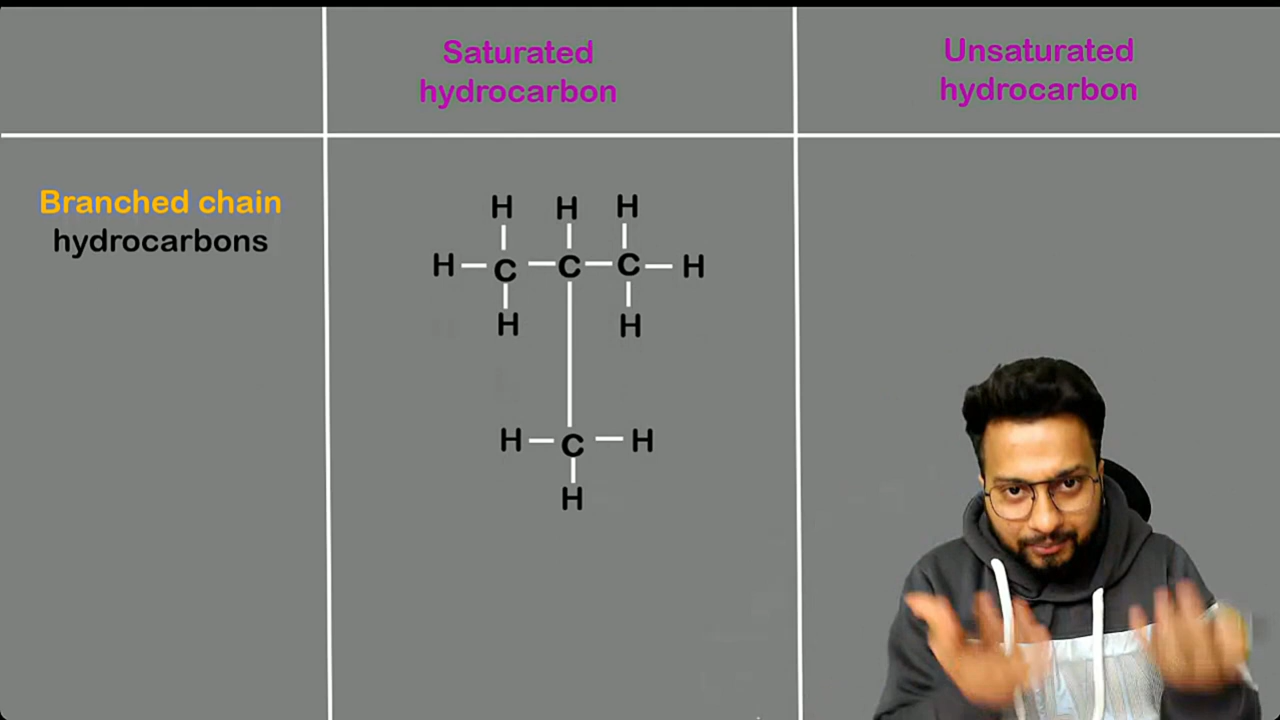 Saturated
hydrocarbon
Unsaturated
hydrocarbon
Branched chain
hydrocarbons
H H H
H C C C H
H H
H C H
H